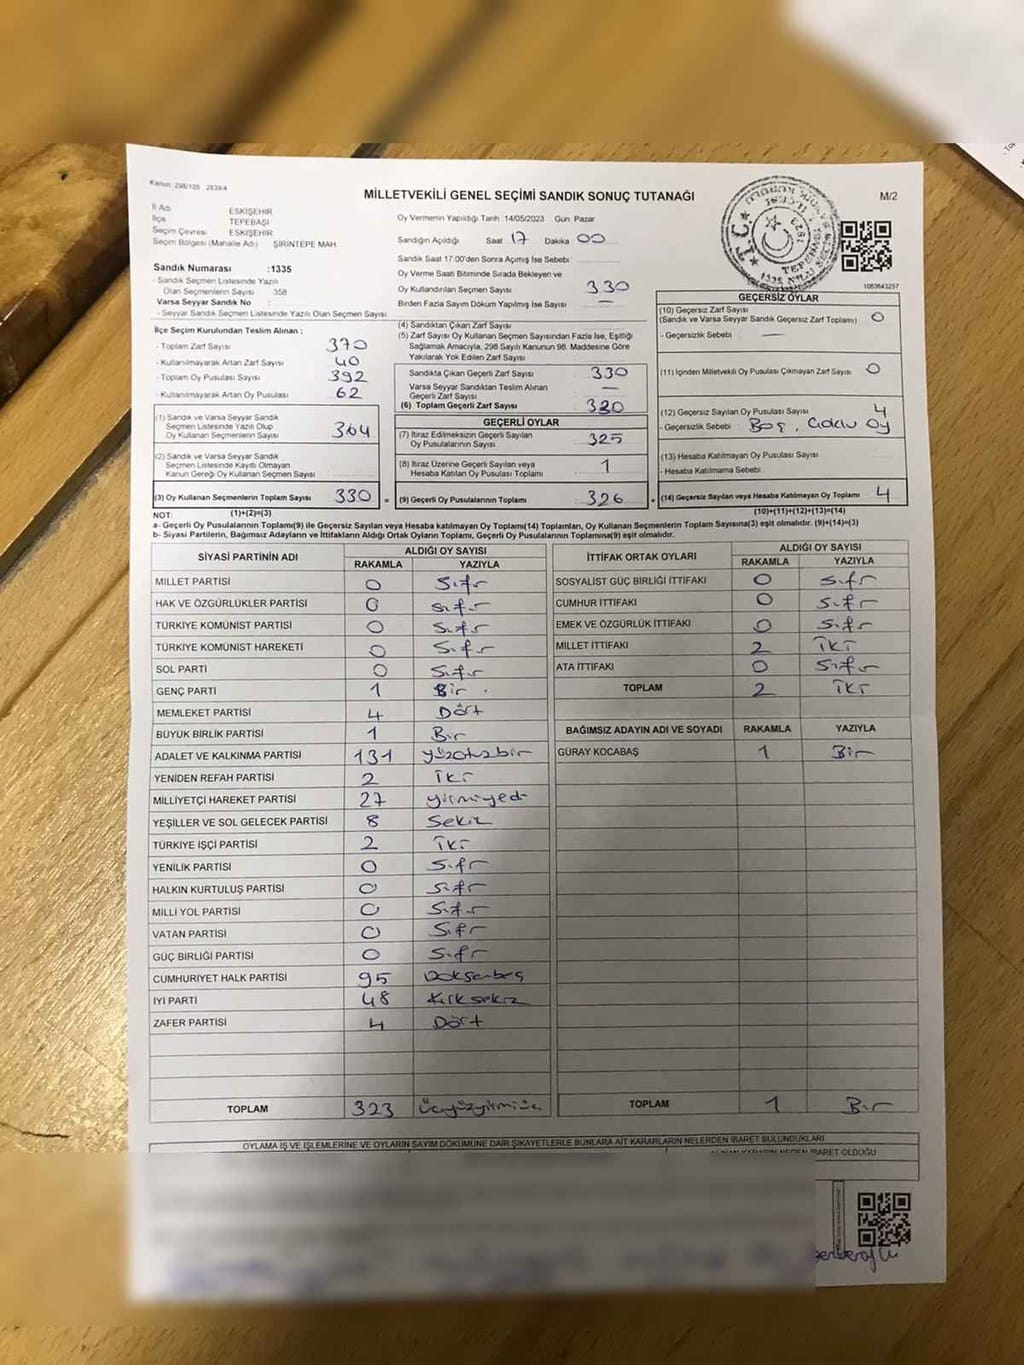 Kanun: 298/105 , 2839/4
MİLLETVEKİLİ GENEL SEÇİMİ SANDIK SONUÇ TUTANAĞI
M/2
İl Adı ESKİŞEHİR
İlçe TEPEBAŞI
Seçim Çevresi ESKİŞEHİR
Seçim Bölgesi (Mahalle Adı) ŞİRİNTEPE MAH.
Sandık Numarası :1335
- Sandık Seçmen Listesinde Yazılı
Olan Seçmenlerin Sayısı 358
Varsa Seyyar Sandık No :
- Seyyar Sandık Seçmen Listesinde Yazılı Olan Seçmen Sayısı
Oy Vermenin Yapıldığı Tarih :14/05/2023 Gün: Pazar
Sandığın Açıldığı Saat 17 Dakika 00
Sandık Saat 17.00'den Sonra Açılmış İse Sebebi :
Oy Verme Saati Bitiminde Sırada Bekleyen ve
Oy Kullandırılan Seçmen Sayısı 330
Birden Fazla Sayım Döküm Yapılmış İse Sayısı —
T.C.
1335 NOLU
1063643257
İlçe Seçim Kurulundan Teslim Alınan ;
- Toplam Zarf Sayısı 370
- Kullanılmayarak Artan Zarf Sayısı 40
- Toplam Oy Pusulası Sayısı 392
- Kullanılmayarak Artan Oy Pusulası 62
(1) Sandık ve Varsa Seyyar Sandık
Seçmen Listesinde Yazılı Olup
Oy Kullanan Seçmenlerin Sayısı
(2) Sandık ve Varsa Seyyar Sandık
Seçmen Listesinde Kayıtlı Olmayan
Kanun Gereği Oy Kullanan Seçmen Sayısı
(3) Oy Kullanan Seçmenlerin Toplam Sayısı 330 =
(4) Sandıktan Çıkan Zarf Sayısı
(5) Zarf Sayısı Oy Kullanan Seçmen Sayısından Fazla İse, Eşitliği
Sağlamak Amacıyla, 298 Sayılı Kanunun 98. Maddesine Göre
Yakılarak Yok Edilen Zarf Sayısı
Sandıkta Çıkan Geçerli Zarf Sayısı 330
Varsa Seyyar Sandıktan Teslim Alınan
Geçerli Zarf Sayısı —
(6) Toplam Geçerli Zarf Sayısı 330
GEÇERLİ OYLAR
(7) İtiraz Edilmeksizin Geçerli Sayılan
Oy Pusulalarının Sayısı 325
(8) İtiraz Üzerine Geçerli Sayılan veya
Hesaba Katılan Oy Pusulası Toplamı 1
(9) Geçerli Oy Pusulalarının Toplamı 326 +
GEÇERSİZ OYLAR
(10) Geçersiz Zarf Sayısı
(Sandık ve Varsa Seyyar Sandık Geçersiz Zarf Toplamı) 0
- Geçersizlik Sebebi : —
(11) İçinden Milletvekili Oy Pusulası Çıkmayan Zarf Sayısı 0
(12) Geçersiz Sayılan Oy Pusulası Sayısı 4
- Geçersizlik Sebebi : Boş, Oy
(13) Hesaba Katılmayan Oy Pusulası Sayısı
- Hesaba Katılmama Sebebi :
(14) Geçersiz Sayılan veya Hesaba Katılmayan Oy Toplamı 4
NOT: (1)+(2)=(3) (10)+(11)+(12)+(13)=(14)
a- Geçerli Oy Pusulalarının Toplamı(9) ile Geçersiz Sayılan veya Hesaba katılmayan Oy Toplamı(14) Toplamları, Oy Kullanan Seçmenlerin Toplam Sayısına(3) eşit olmalıdır. (9)+(14)=(3)
b- Siyasi Partilerin, Bağımsız Adayların ve İttifakların Aldığı Ortak Oyların Toplamı, Geçerli Oy Pusulalarının Toplamına(9) eşit olmalıdır.
SİYASİ PARTİNİN ADI ALDIĞI OY SAYISI
RAKAMLA YAZIYLA
MİLLET PARTİSİ 0 Sıfır
HAK VE ÖZGÜRLÜKLER PARTİSİ 0 Sıfır
TÜRKİYE KOMÜNİST PARTİSİ 0 Sıfır
TÜRKİYE KOMÜNİST HAREKETİ 0 Sıfır
SOL PARTİ 0 Sıfır
GENÇ PARTİ 1 Bir
MEMLEKET PARTİSİ 4 Dört
BÜYÜK BİRLİK PARTİSİ 1 Bir
ADALET VE KALKINMA PARTİSİ 131 yüzotuzbir
YENİDEN REFAH PARTİSİ 2 İki
MİLLİYETÇİ HAREKET PARTİSİ 27 yirmiyedi
YEŞİLLER VE SOL GELECEK PARTİSİ 8 Sekiz
TÜRKİYE İŞÇİ PARTİSİ 2 İki
YENİLİK PARTİSİ 0 Sıfır
HALKIN KURTULUŞ PARTİSİ 0 Sıfır
MİLLİ YOL PARTİSİ 0 Sıfır
VATAN PARTİSİ 0 Sıfır
GÜÇ BİRLİĞİ PARTİSİ 0 Sıfır
CUMHURİYET HALK PARTİSİ 95 Doksanbeş
İYİ PARTİ 48 Kırksekiz
ZAFER PARTİSİ 4 Dört
TOPLAM 323 Üçyüzyirmiüç
İTTİFAK ORTAK OYLARI ALDIĞI OY SAYISI
RAKAMLA YAZIYLA
SOSYALİST GÜÇ BİRLİĞİ İTTİFAKI 0 Sıfır
CUMHUR İTTİFAKI 0 Sıfır
EMEK VE ÖZGÜRLÜK İTTİFAKI 0 Sıfır
MİLLET İTTİFAKI 2 İki
ATA İTTİFAKI 0 Sıfır
TOPLAM 2 İki
BAĞIMSIZ ADAYIN ADI VE SOYADI RAKAMLA YAZIYLA
GÜRAY KOCABAŞ 1 Bir
TOPLAM 1 Bir
OYLAMA İŞ VE İŞLEMLERİNE VE OYLARIN SAYIM DÖKÜMÜNE DAİR ŞİKAYETLERLE BUNLARA AİT KARARLARIN NELERDEN İBARET BULUNDUKLARI
ALINAN KARARIN NEDEN İBARET OLDUĞU